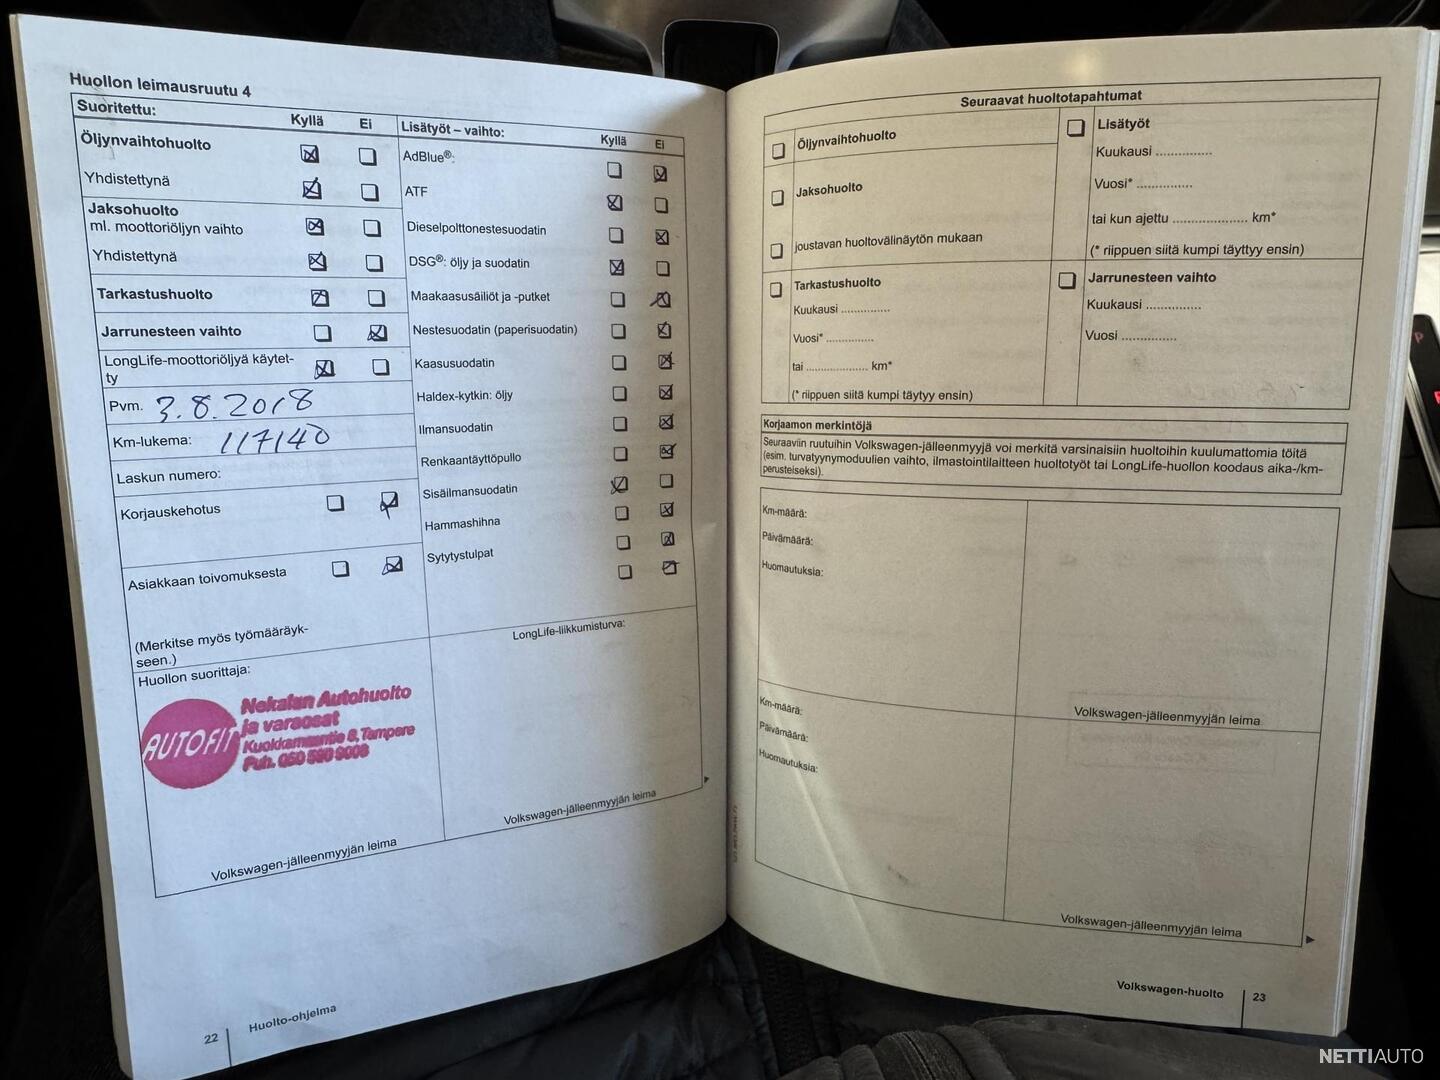 Huollon leimausruutu 4
Suoritettu:
Kyllä
Ei
Öljynvaihtohuolto
Yhdistettynä
Jaksohuolto
ml. moottoriöljyn vaihto
Yhdistettynä
Tarkastushuolto
Jarrunesteen vaihto
LongLife-moottoriöljyä käytet-
ty
Pvm. 3.8.2018
Km-lukema: 117140
Laskun numero:
Korjauskehotus
Asiakkaan toivomuksesta
(Merkitse myös työmääräyk-
seen.)
Huollon suorittaja:
AUTOFIT
Nekalan Autohuolto
ja varaosat
Kuokkamaantie 8, Tampere
Puh.
Volkswagen-jälleenmyyjän leima
Lisätyöt – vaihto:
Kyllä
Ei
AdBlue®:
ATF
Dieselpolttonestesuodatin
DSG®: öljy ja suodatin
Maakaasusäiliöt ja -putket
Nestesuodatin (paperisuodatin)
Kaasusuodatin
Haldex-kytkin: öljy
Ilmansuodatin
Renkaantäyttöpullo
Sisäilmansuodatin
Hammashihna
Sytytystulpat
LongLife-liikkumisturva:
Volkswagen-jälleenmyyjän leima
22
Huolto-ohjelma
Seuraavat huoltotapahtumat
Öljynvaihtohuolto
Jaksohuolto
joustavan huoltovälinäytön mukaan
Tarkastushuolto
Kuukausi ...............
Vuosi* ...............
tai .................... km*
(* riippuen siitä kumpi täytyy ensin)
Lisätyöt
Kuukausi ...............
Vuosi* ...............
tai kun ajettu .................... km*
(* riippuen siitä kumpi täyttyy ensin)
Jarrunesteen vaihto
Kuukausi ...............
Vuosi ...............
Korjaamon merkintöjä
Seuraaviin ruutuihin Volkswagen-jälleenmyyjä voi merkitä varsinaisiin huoltoihin kuulumattomia töitä
(esim. turvatyynymoduulien vaihto, ilmastointilaitteen huoltotyöt tai LongLife-huollon koodaus aika-/km-
perusteiseksi).
Km-määrä:
Päivämäärä:
Huomautuksia:
Volkswagen-jälleenmyyjän leima
Km-määrä:
Päivämäärä:
Huomautuksia:
Volkswagen-jälleenmyyjän leima
Volkswagen-huolto
23
NETTIAUTO